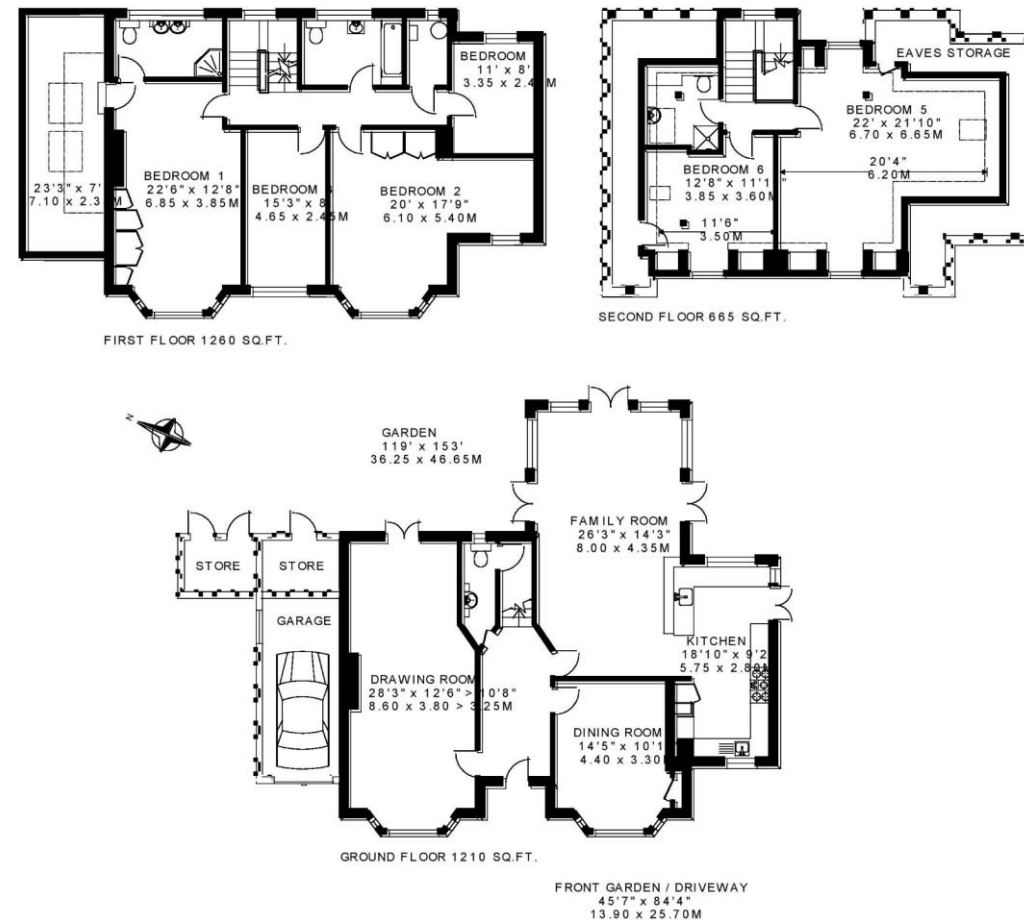 BEDROOM
11' x 8'
3.35 x 2.4 M
EAVES STORAGE
BEDROOM 5
22' x 21'10"
6.70 x 6.65M
20'4"
6.20M
BEDROOM 6
12'8" x 11'1 "
3.85 x 3.60M
11'6"
3.50M
23'3" x 7'
7.10 x 2.3 M
BEDROOM 1
22'6" x 12'8"
6.85 x 3.85M
BEDROOM
15'3" x 8'
4.65 x 2.45M
BEDROOM 2
20' x 17'9"
6.10 x 5.40M
SECOND FLOOR 665 SQ.FT.
FIRST FLOOR 1260 SQ.FT.
N
GARDEN
119' x 153'
36.25 x 46.65M
FAMILY ROOM
26'3" x 14'3"
8.00 x 4.35M
STORE
STORE
GARAGE
KITCHEN
18'10" x 9'2
5.75 x 2.80M
DRAWING ROOM
28'3" x 12'6" > 10'8"
8.60 x 3.80 > 3.25M
DINING ROOM
14'5" x 10'1
4.40 x 3.30
GROUND FLOOR 1210 SQ.FT.
FRONT GARDEN / DRIVEWAY
45'7" x 84'4"
13.90 x 25.70M